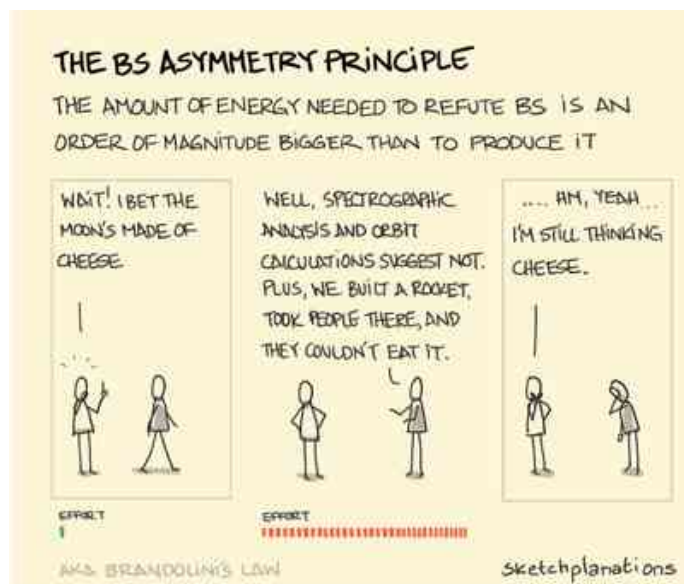 THE BS ASYMMETRY PRiNCiPLE
THE AMOUNT OF ENERGY NEEDED TO REFUTE BS iS AN
ORDER OF MAGNiTUDE BiGGER THAN TO PRODUCE iT
WAiT! I BET THE
MOON'S MADE OF
CHEESE
WELL, SPECTROGRAPHiC
ANALYSiS AND ORBiT
CALCULATiONS SUGGEST NOT.
PLUS, WE BUiLT A ROCKET,
TOOK PEOPLE THERE, AND
THEY COULDN'T EAT iT.
.... HM, YEAH ...
I'M STiLL THiNKiNG
CHEESE.
EFFORT
EFFORT
AKA BRANDOLiNi'S LAW
sketchplanations